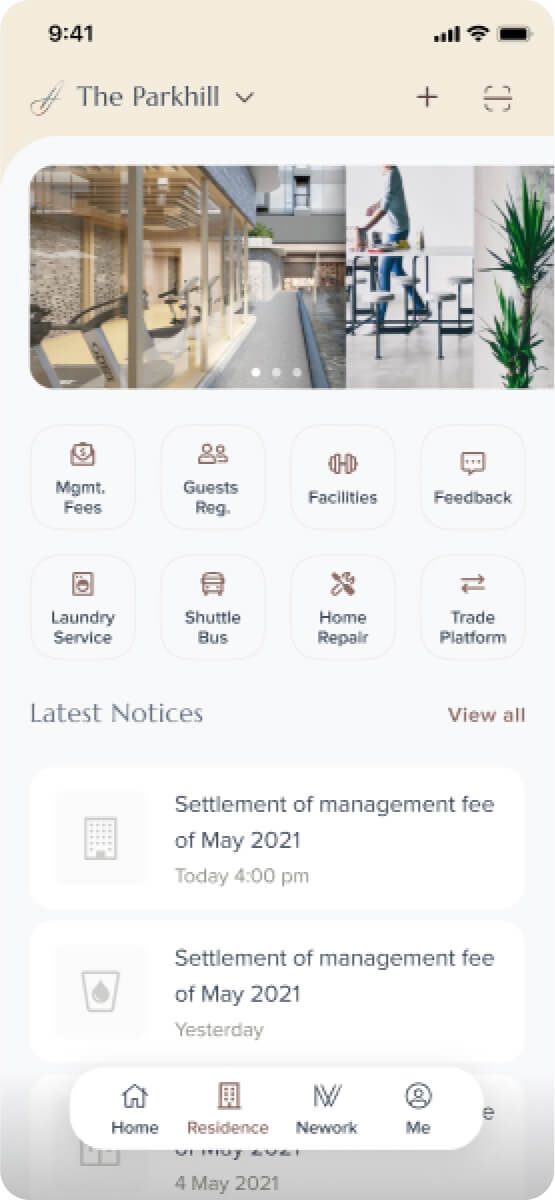 9:41
The Parkhill
Mgmt.
Fees
Guests
Reg.
Facilities
Feedback
Laundry
Service
Shuttle
Bus
Home
Repair
Trade
Platform
Latest Notices
View all
Settlement of management fee
of May 2021
Today 4:00 pm
Settlement of management fee
of May 2021
Yesterday
e
of May 2021
4 May 2021
Home
Residence
Nework
Me